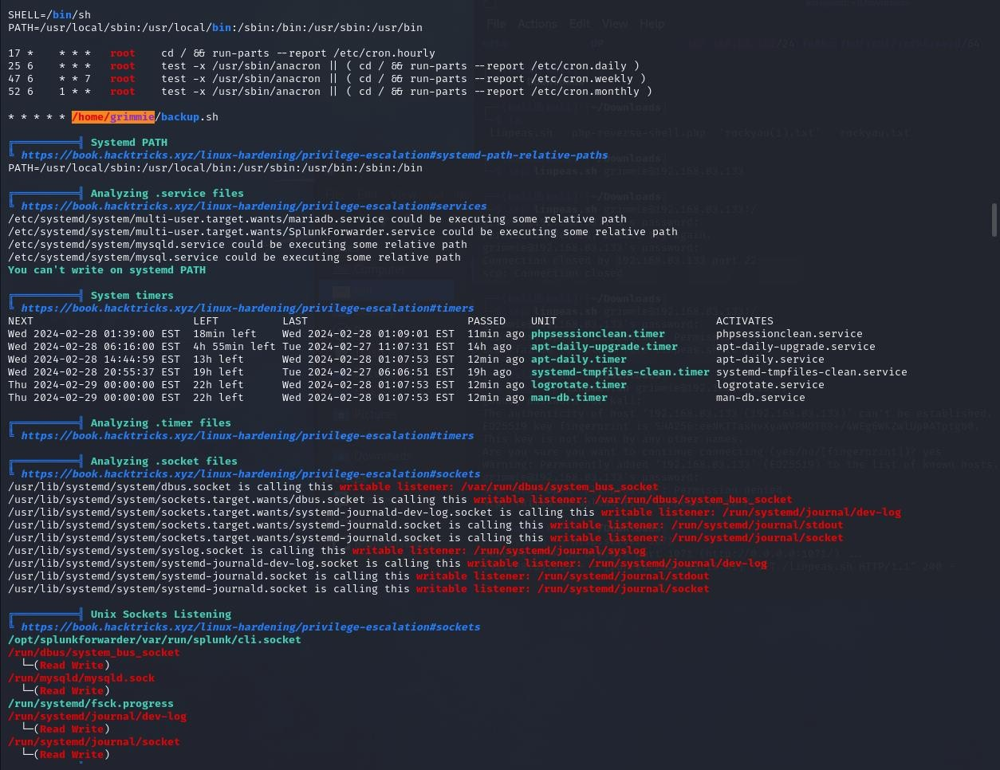 SHELL=/bin/sh
PATH=/usr/local/sbin:/usr/local/bin:/sbin:/bin:/usr/sbin:/usr/bin
17 * * * * root cd / && run-parts --report /etc/cron.hourly
25 6 * * * root test -x /usr/sbin/anacron || ( cd / && run-parts --report /etc/cron.daily )
47 6 * * 7 root test -x /usr/sbin/anacron || ( cd / && run-parts --report /etc/cron.weekly )
52 6 1 * * root test -x /usr/sbin/anacron || ( cd / && run-parts --report /etc/cron.monthly )
* * * * * /home/grimmie/backup.sh
╔══════════╣ Systemd PATH
╚ https://book.hacktricks.xyz/linux-hardening/privilege-escalation#systemd-path-relative-paths
PATH=/usr/local/sbin:/usr/local/bin:/usr/sbin:/usr/bin:/sbin:/bin
╔══════════╣ Analyzing .service files
╚ https://book.hacktricks.xyz/linux-hardening/privilege-escalation#services
/etc/systemd/system/multi-user.target.wants/mariadb.service could be executing some relative path
/etc/systemd/system/multi-user.target.wants/SplunkForwarder.service could be executing some relative path
/etc/systemd/system/mysqld.service could be executing some relative path
/etc/systemd/system/mysql.service could be executing some relative path
You can't write on systemd PATH
╔══════════╣ System timers
╚ https://book.hacktricks.xyz/linux-hardening/privilege-escalation#timers
NEXT LEFT LAST PASSED UNIT ACTIVATES
Wed 2024-02-28 01:39:00 EST 18min left Wed 2024-02-28 01:09:01 EST 11min ago phpsessionclean.timer phpsessionclean.service
Wed 2024-02-28 06:16:00 EST 4h 55min left Tue 2024-02-27 11:07:31 EST 14h ago apt-daily-upgrade.timer apt-daily-upgrade.service
Wed 2024-02-28 14:44:59 EST 13h left Wed 2024-02-28 01:07:53 EST 12min ago apt-daily.timer apt-daily.service
Wed 2024-02-28 20:55:37 EST 19h left Tue 2024-02-27 06:06:51 EST 19h ago systemd-tmpfiles-clean.timer systemd-tmpfiles-clean.service
Thu 2024-02-29 00:00:00 EST 22h left Wed 2024-02-28 01:07:53 EST 12min ago logrotate.timer logrotate.service
Thu 2024-02-29 00:00:00 EST 22h left Wed 2024-02-28 01:07:53 EST 12min ago man-db.timer man-db.service
╔══════════╣ Analyzing .timer files
╚ https://book.hacktricks.xyz/linux-hardening/privilege-escalation#timers
╔══════════╣ Analyzing .socket files
╚ https://book.hacktricks.xyz/linux-hardening/privilege-escalation#sockets
/usr/lib/systemd/system/dbus.socket is calling this writable listener: /var/run/dbus/system_bus_socket
/usr/lib/systemd/system/sockets.target.wants/dbus.socket is calling this writable listener: /var/run/dbus/system_bus_socket
/usr/lib/systemd/system/sockets.target.wants/systemd-journald-dev-log.socket is calling this writable listener: /run/systemd/journal/dev-log
/usr/lib/systemd/system/sockets.target.wants/systemd-journald.socket is calling this writable listener: /run/systemd/journal/stdout
/usr/lib/systemd/system/sockets.target.wants/systemd-journald.socket is calling this writable listener: /run/systemd/journal/socket
/usr/lib/systemd/system/syslog.socket is calling this writable listener: /run/systemd/journal/syslog
/usr/lib/systemd/system/systemd-journald-dev-log.socket is calling this writable listener: /run/systemd/journal/dev-log
/usr/lib/systemd/system/systemd-journald.socket is calling this writable listener: /run/systemd/journal/stdout
/usr/lib/systemd/system/systemd-journald.socket is calling this writable listener: /run/systemd/journal/socket
╔══════════╣ Unix Sockets Listening
╚ https://book.hacktricks.xyz/linux-hardening/privilege-escalation#sockets
/opt/splunkforwarder/var/run/splunk/cli.socket
/run/dbus/system_bus_socket
└─(Read Write)
/run/mysqld/mysqld.sock
└─(Read Write)
/run/systemd/fsck.progress
/run/systemd/journal/dev-log
└─(Read Write)
/run/systemd/journal/socket
└─(Read Write)